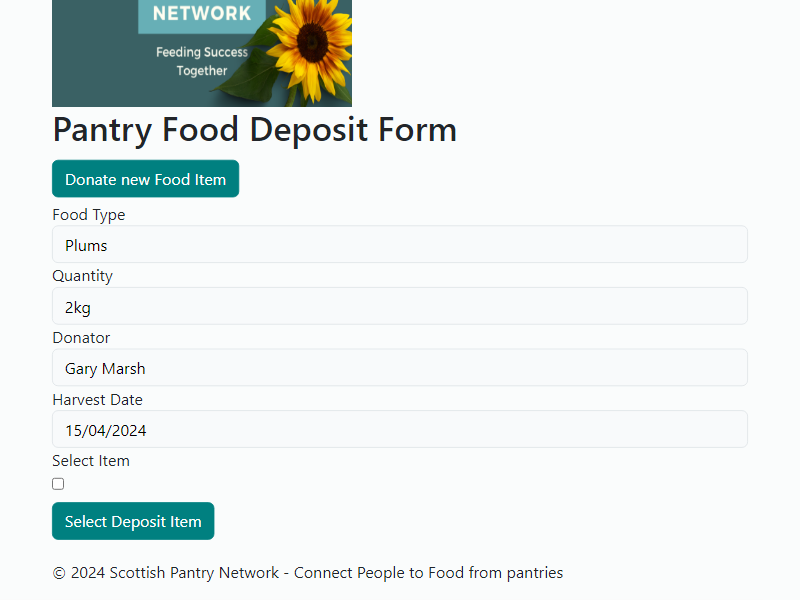 NETWORK
Feeding Success
Together
Pantry Food Deposit Form
Donate new Food Item
Food Type
Plums
Quantity
2kg
Donator
Gary Marsh
Harvest Date
15/04/2024
Select Item
Select Deposit Item
© 2024 Scottish Pantry Network - Connect People to Food from pantries